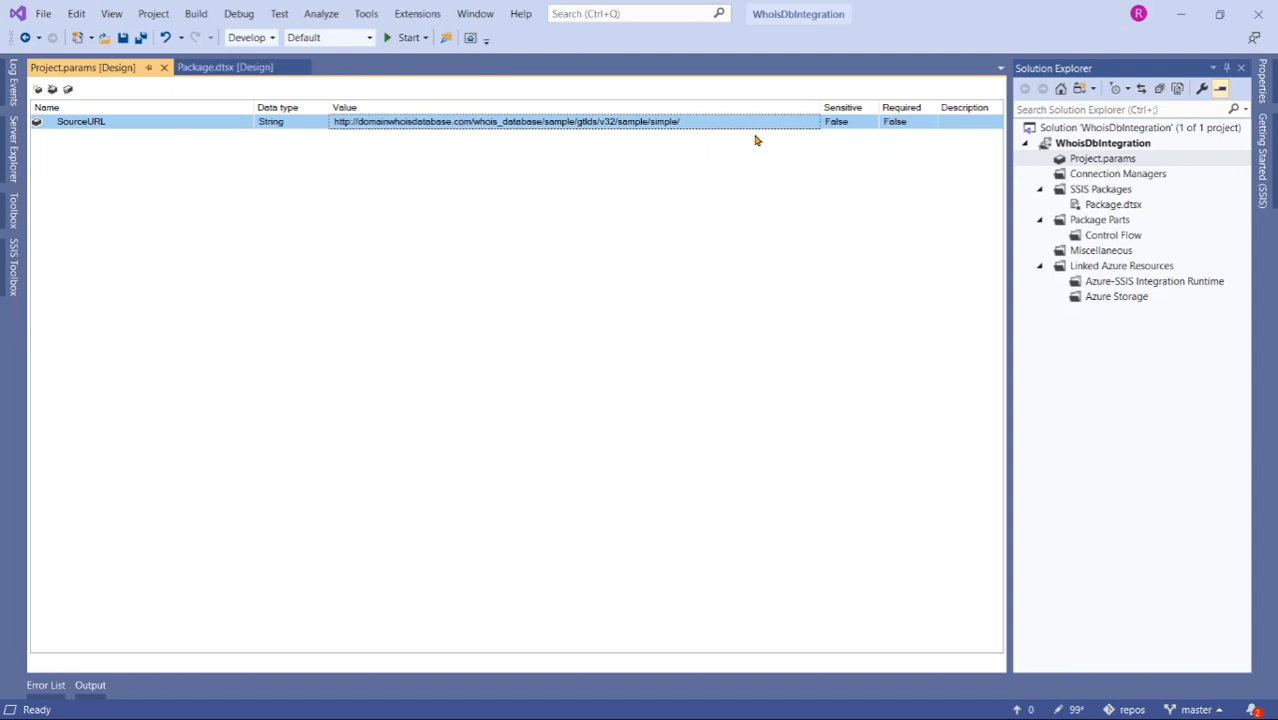 File Edit View Project Build Debug Test Analyze Tools Extensions Window Help Search (Ctrl+Q) WhoisDbIntegration R
Develop Default Start
Project.params [Design] Package.dtsx [Design]
Name Data type Value Sensitive Required Description
SourceURL String http://domainwhoisdatabase.com/whois_database/sample/gtlds/v32/sample/simple/ False False
Log Events
Server Explorer
Toolbox
SSIS Toolbox
Solution Explorer
Search Solution Explorer (Ctrl+;)
Solution 'WhoisDbIntegration' (1 of 1 project)
WhoisDbIntegration
Project.params
Connection Managers
SSIS Packages
Package.dtsx
Package Parts
Control Flow
Miscellaneous
Linked Azure Resources
Azure-SSIS Integration Runtime
Azure Storage
Properties
Getting Started (SSIS)
Error List Output
Ready 0 99* repos master 2